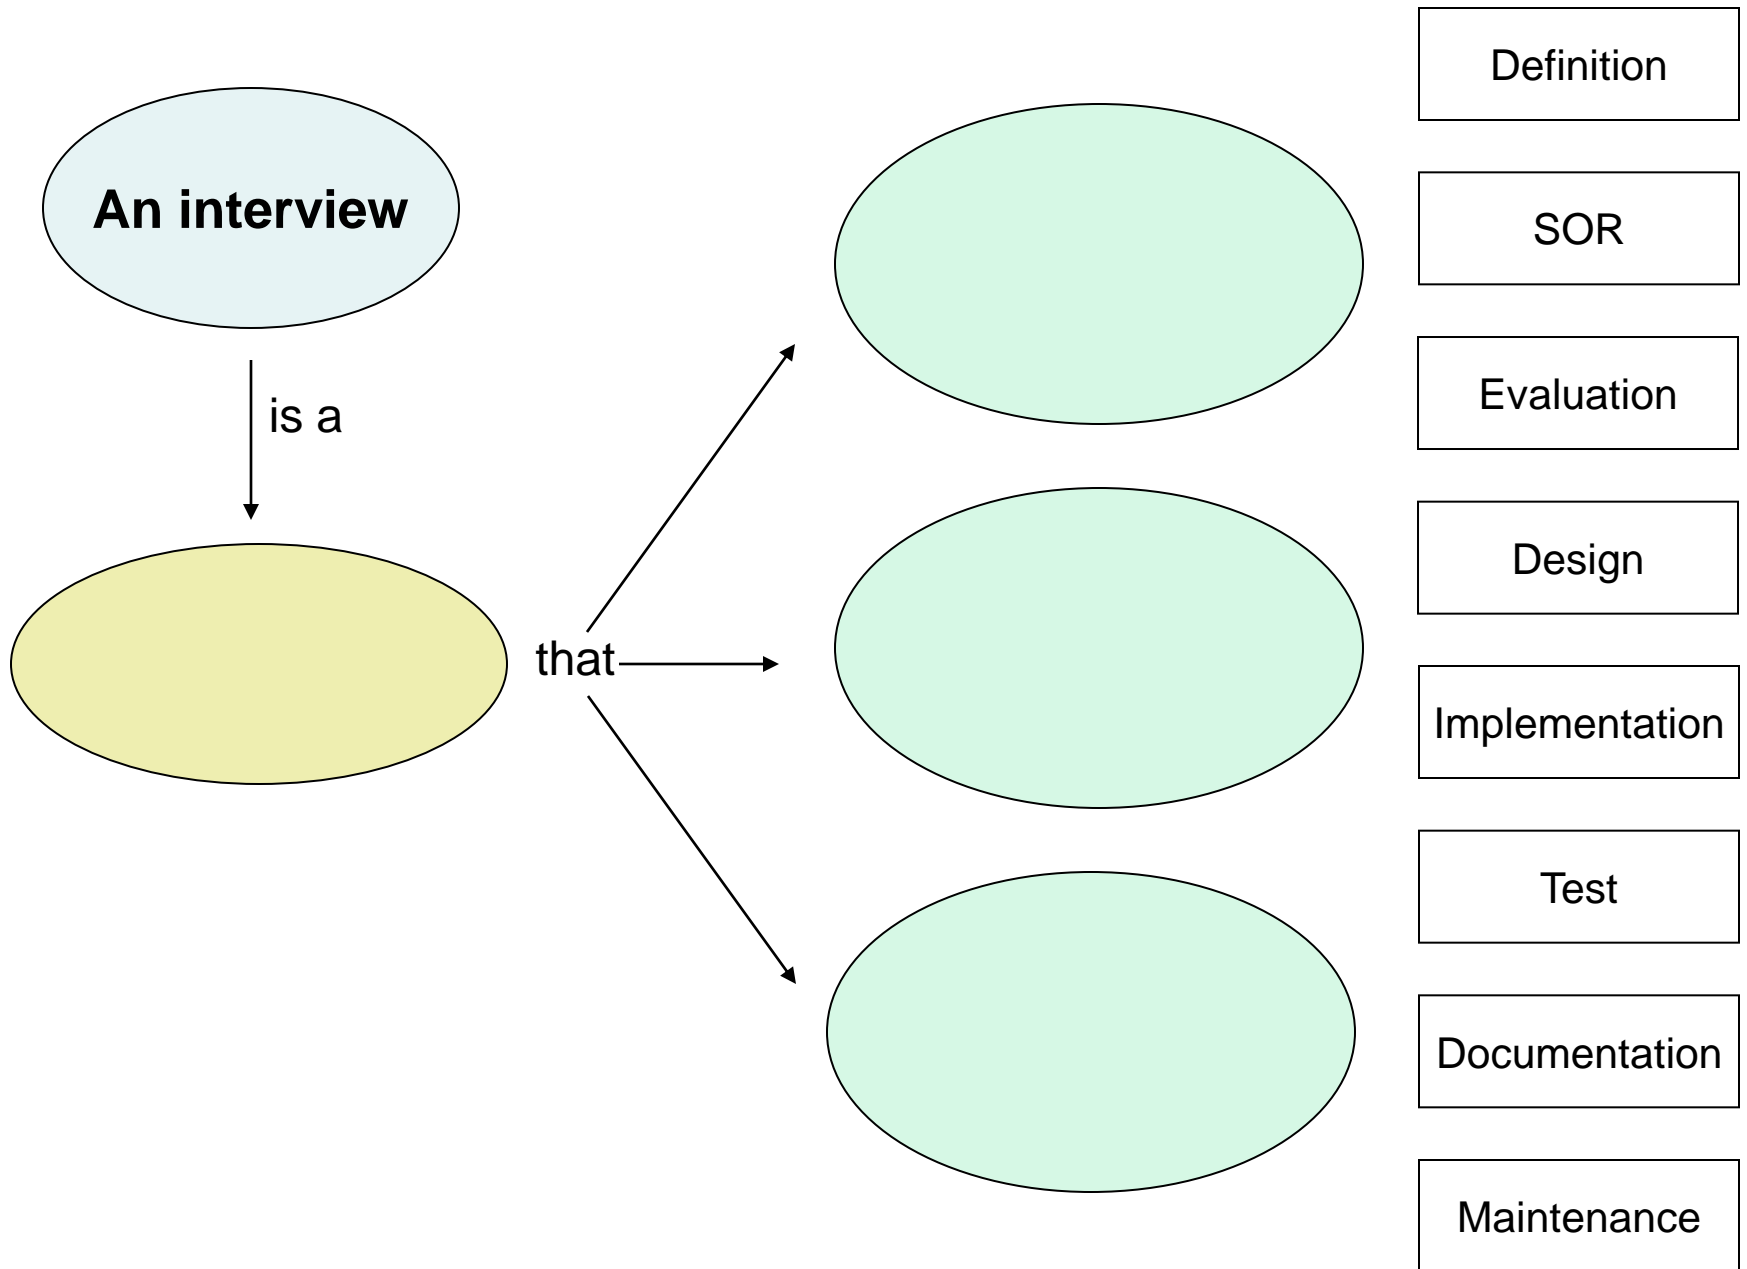 An interview
is a
that
Definition
SOR
Evaluation
Design
Implementation
Test
Documentation
Maintenance